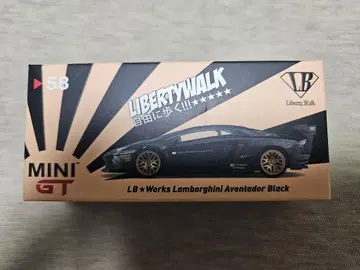 58
LIBERTYWALK
自由に歩く!!!★★★★★
LB
Liberty Walk
MINI
GT
LB★Works Lamborghini Aventador Black